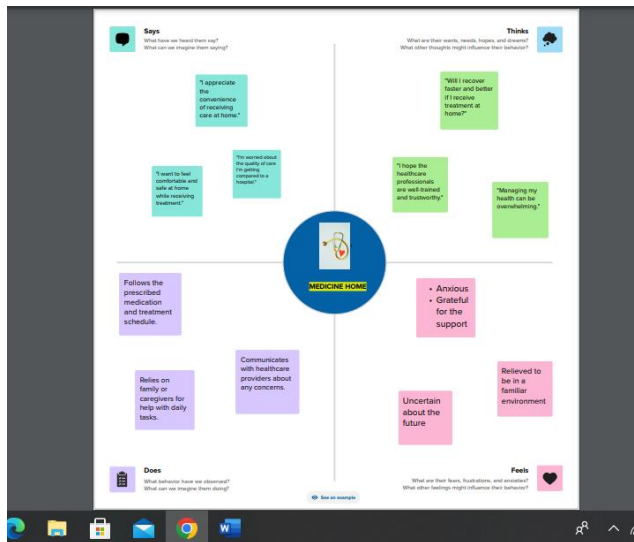 Says
What have we heard them say?
What can we imagine them saying?
Thinks
What are their wants, needs, hopes, and dreams?
What other thoughts might influence their behavior?
"I appreciate
the
convenience
of receiving
care at home."
"I'm worried about
the quality of care
I'm getting
compared to a
hospital."
"I want to feel
comfortable and
safe at home
while receiving
treatment."
"Will I recover
faster and better
if I receive
treatment at
home?"
"I hope the
healthcare
professionals
are well-trained
and trustworthy."
"Managing my
health can be
overwhelming."
MEDICINE HOME
Follows the
prescribed
medication
and treatment
schedule.
Communicates
with healthcare
providers about
any concerns.
Relies on
family or
caregivers for
help with daily
tasks.
• Anxious
• Grateful
for the
support
Relieved to
be in a
familiar
environment
Uncertain
about the
future
Does
What behavior have we observed?
What can we imagine them doing?
Feels
What are their fears, frustrations, and anxieties?
What other feelings might influence their behavior?
See an example
W